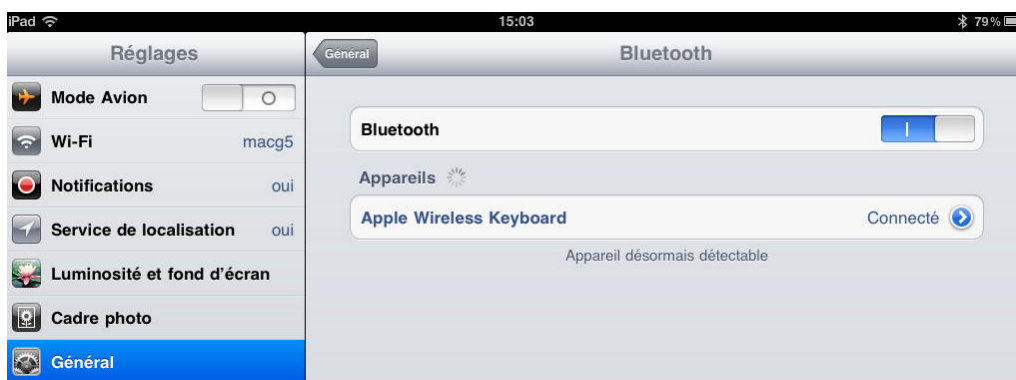 iPad 15:03 79 %
Réglages
Mode Avion
Wi-Fi macg5
Notifications oui
Service de localisation oui
Luminosité et fond d'écran
Cadre photo
Général
Général Bluetooth
Bluetooth
Appareils
Apple Wireless Keyboard Connecté
Appareil désormais détectable